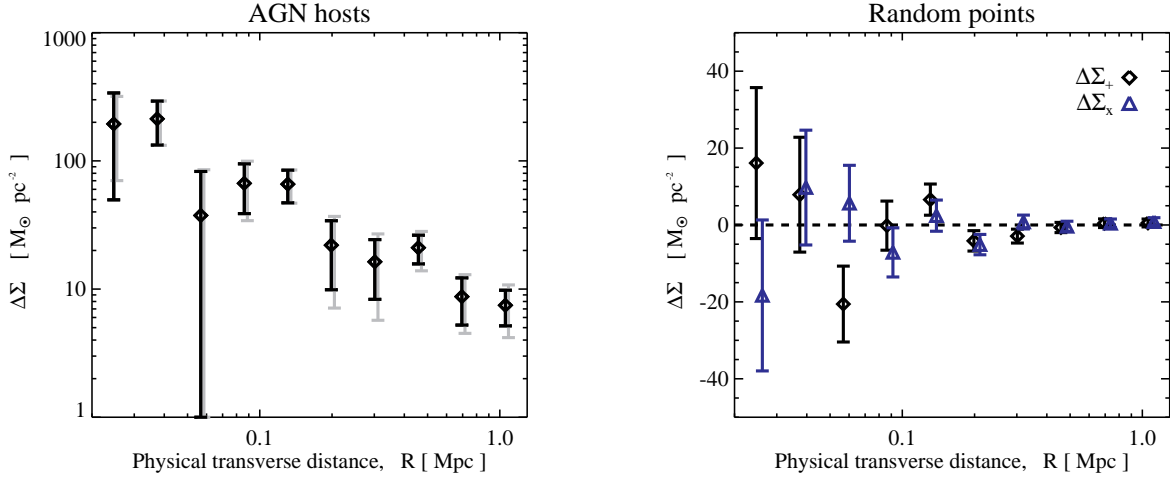 AGN hosts
1000
100
10
1
ΔΣ [ M⊙ pc⁻² ]
0.1 1.0
Physical transverse distance, R [ Mpc ]
Random points
40
20
0
-20
-40
ΔΣ [ M⊙ pc⁻² ]
ΔΣ₊
ΔΣₓ
0.1 1.0
Physical transverse distance, R [ Mpc ]